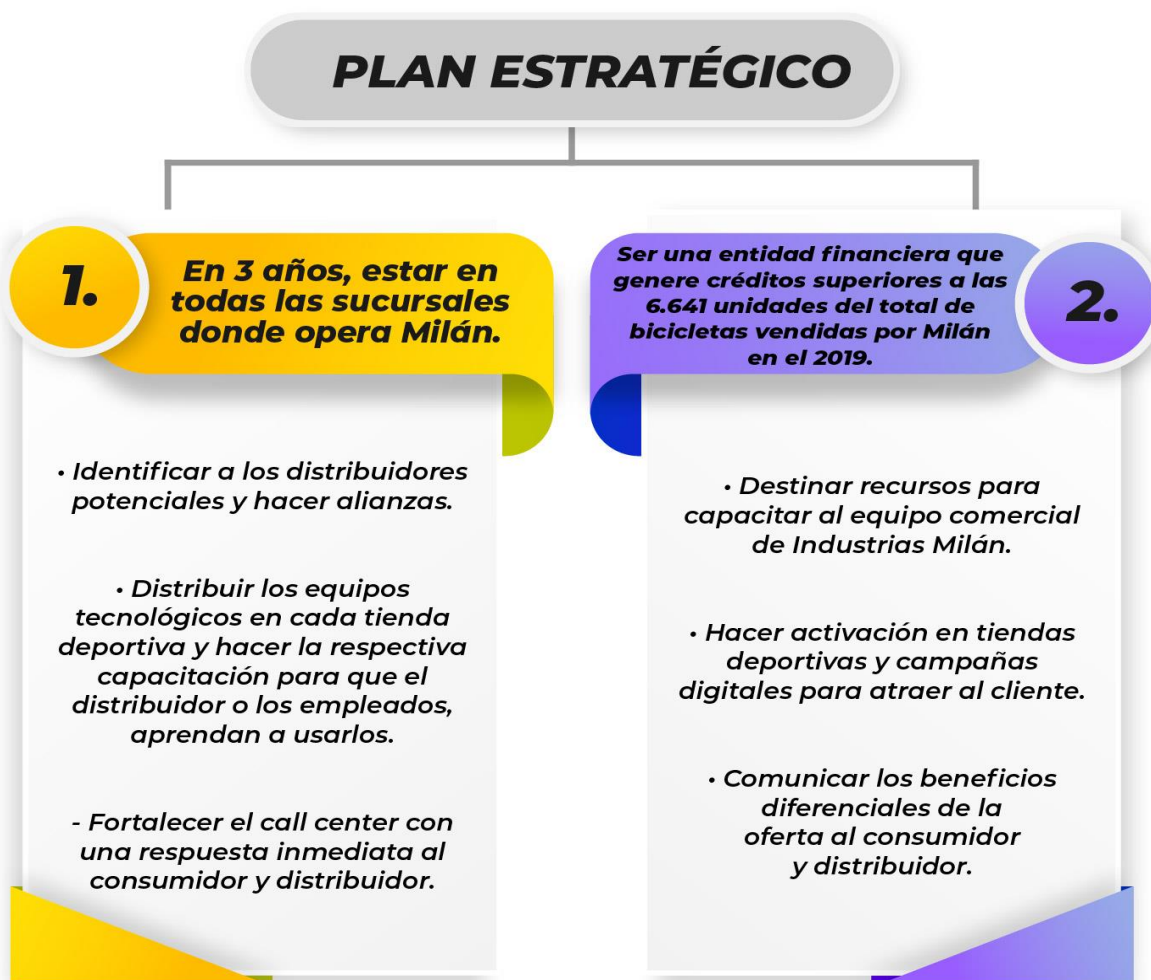 PLAN ESTRATÉGICO
1.
En 3 años, estar en
todas las sucursales
donde opera Milán.
• Identificar a los distribuidores
potenciales y hacer alianzas.
• Distribuir los equipos
tecnológicos en cada tienda
deportiva y hacer la respectiva
capacitación para que el
distribuidor o los empleados,
aprendan a usarlos.
- Fortalecer el call center con
una respuesta inmediata al
consumidor y distribuidor.
Ser una entidad financiera que
genere créditos superiores a las
6.641 unidades del total de
bicicletas vendidas por Milán
en el 2019.
2.
• Destinar recursos para
capacitar al equipo comercial
de Industrias Milán.
• Hacer activación en tiendas
deportivas y campañas
digitales para atraer al cliente.
• Comunicar los beneficios
diferenciales de la
oferta al consumidor
y distribuidor.